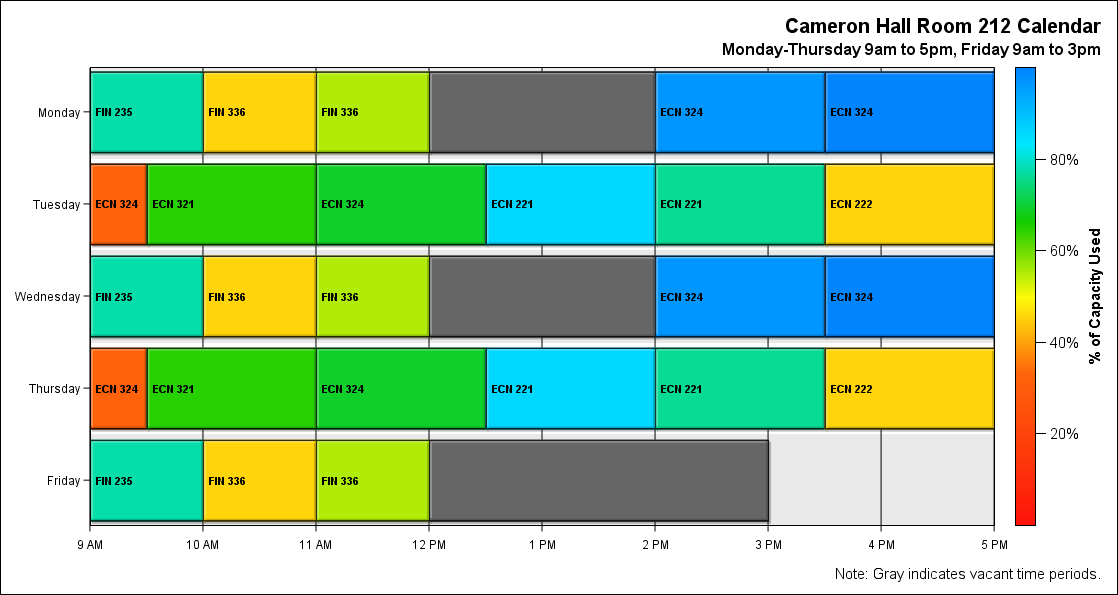 Cameron Hall Room 212 Calendar
Monday-Thursday 9am to 5pm, Friday 9am to 3pm
Monday FIN 235 FIN 336 FIN 336 ECN 324 ECN 324
80%
Tuesday ECN 324 ECN 321 ECN 324 ECN 221 ECN 221 ECN 222
60%
Wednesday FIN 235 FIN 336 FIN 336 ECN 324 ECN 324
% of Capacity Used
40%
Thursday ECN 324 ECN 321 ECN 324 ECN 221 ECN 221 ECN 222
20%
Friday FIN 235 FIN 336 FIN 336
9 AM 10 AM 11 AM 12 PM 1 PM 2 PM 3 PM 4 PM 5 PM
Note: Gray indicates vacant time periods.